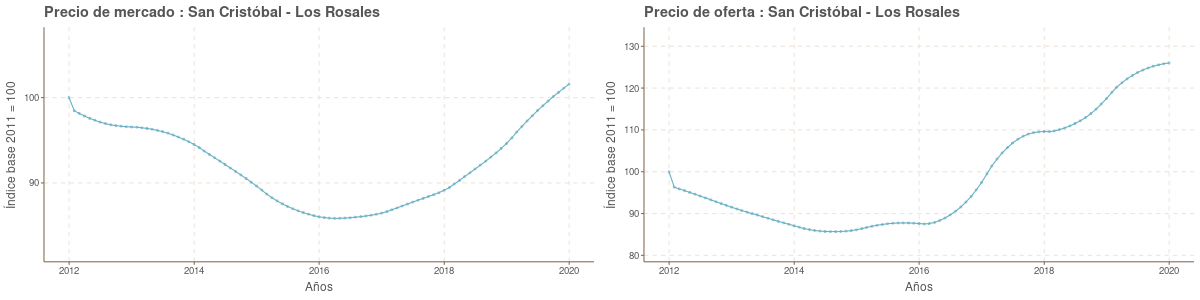 Precio de mercado : San Cristóbal - Los Rosales
Índice base 2011 = 100
100
90
2012 2014 2016 2018 2020
Años
Precio de oferta : San Cristóbal - Los Rosales
Índice base 2011 = 100
130
120
110
100
90
80
2012 2014 2016 2018 2020
Años